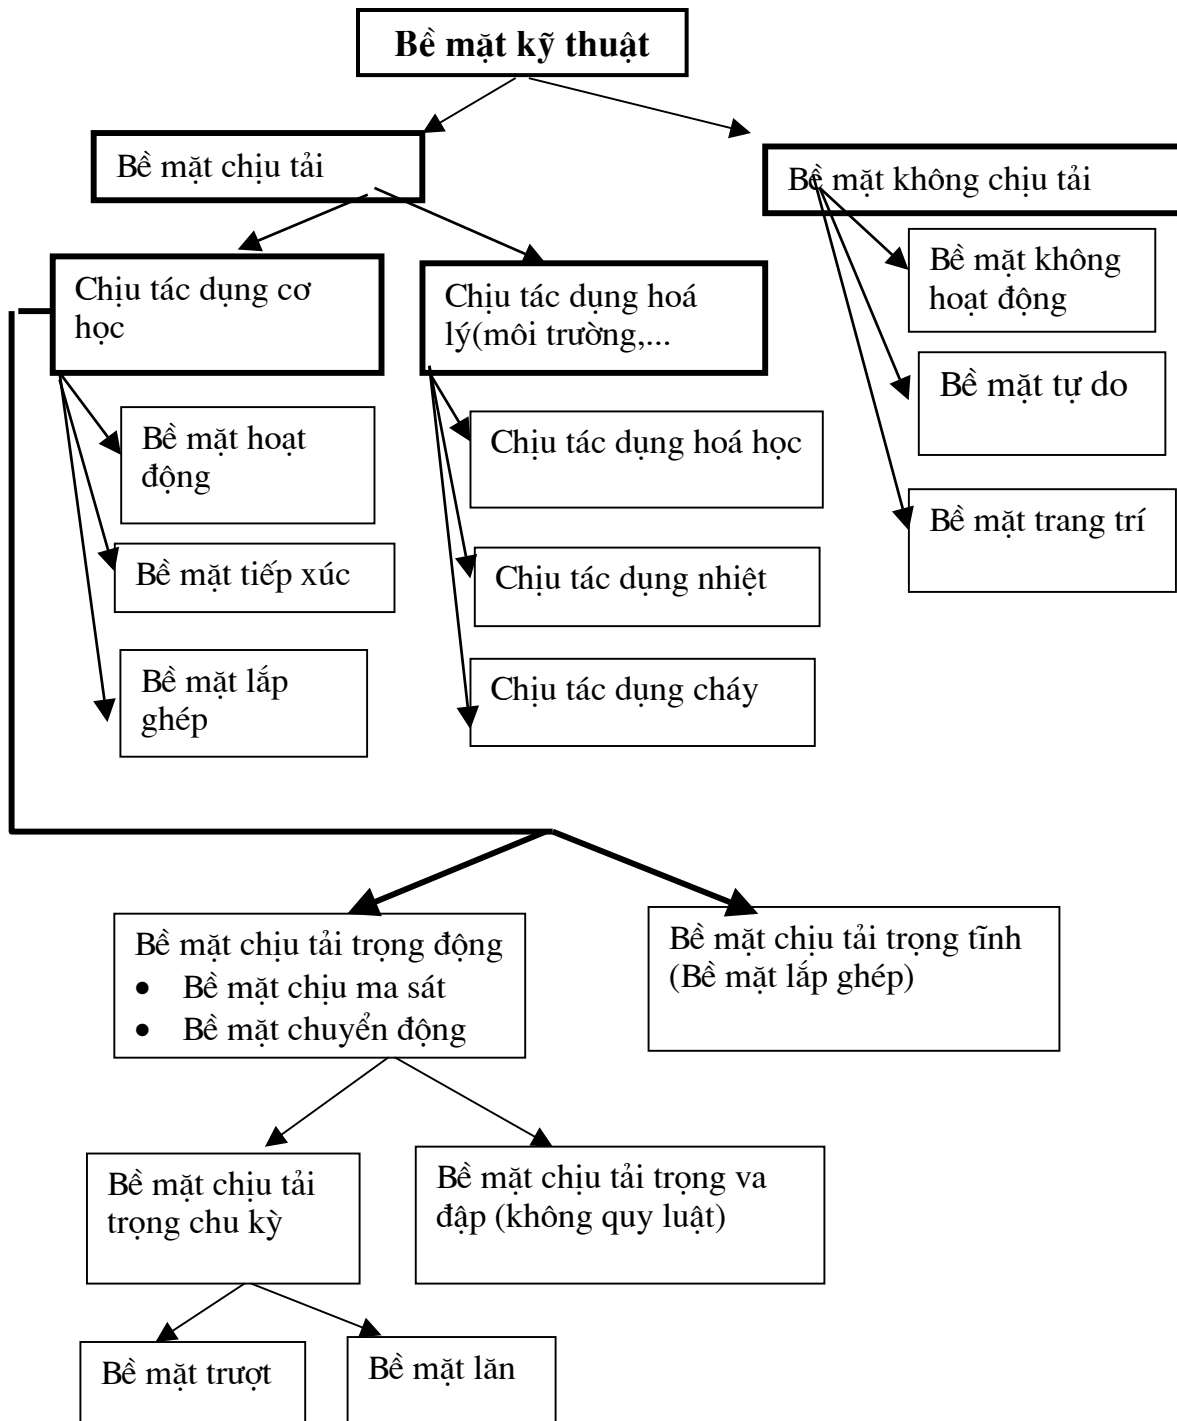 Bề mặt kỹ thuật
Bề mặt chịu tải
Bề mặt không chịu tải
Bề mặt không
hoạt động
Chịu tác dụng cơ
học
Chịu tác dụng hoá
lý(môi trường,...
Bề mặt tự do
Bề mặt hoạt
động
Chịu tác dụng hoá học
Bề mặt trang trí
Bề mặt tiếp xúc
Chịu tác dụng nhiệt
Bề mặt lắp
ghép
Chịu tác dụng cháy
Bề mặt chịu tải trọng động
• Bề mặt chịu ma sát
• Bề mặt chuyển động
Bề mặt chịu tải trọng tĩnh
(Bề mặt lắp ghép)
Bề mặt chịu tải
trọng chu kỳ
Bề mặt chịu tải trọng va
đập (không quy luật)
Bề mặt trượt
Bề mặt lăn